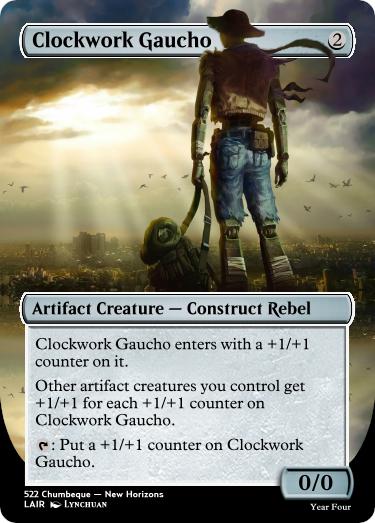 Clockwork Gaucho 2
Artifact Creature — Construct Rebel
Clockwork Gaucho enters with a +1/+1
counter on it.
Other artifact creatures you control get
+1/+1 for each +1/+1 counter on
Clockwork Gaucho.
: Put a +1/+1 counter on Clockwork
Gaucho.
0/0
522 Chumbeque — New Horizons
LAIR Lynchuan
Year Four